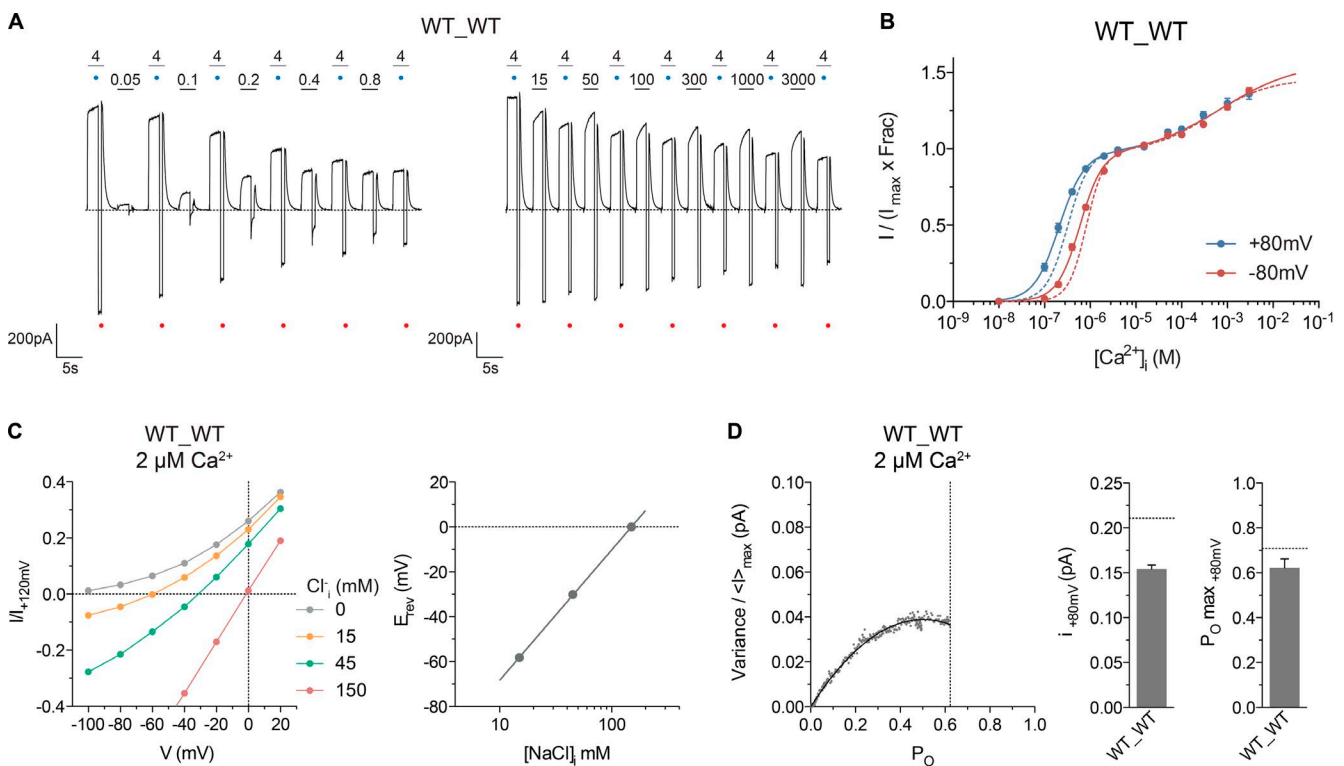 A
WT_WT
4 4 4 4 4 4
0.05 0.1 0.2 0.4 0.8
4 4 4 4 4 4 4
15 50 100 300 1000 3000
200pA
5s
200pA
5s
B
WT_WT
I / (Imax x Frac)
1.5
1.0
0.5
0.0
+80mV
-80mV
10-9 10-8 10-7 10-6 10-5 10-4 10-3 10-2 10-1
[Ca2+]i (M)
C
WT_WT
2 µM Ca2+
I/I+120mV
0.4
0.2
0.0
-0.2
-0.4
Cl-i (mM)
0
15
45
150
-100 -80 -60 -40 -20 0 20
V (mV)
Erev (mV)
20
0
-20
-40
-60
-80
10 100
[NaCl]i mM
D
WT_WT
2 µM Ca2+
Variance / <I>max (pA)
0.10
0.08
0.06
0.04
0.02
0.00
0.0 0.2 0.4 0.6 0.8 1.0
PO
i +80mV (pA)
0.25
0.20
0.15
0.10
0.05
0.00
WT_WT
PO max +80mV
1.0
0.8
0.6
0.4
0.2
0.0
WT_WT